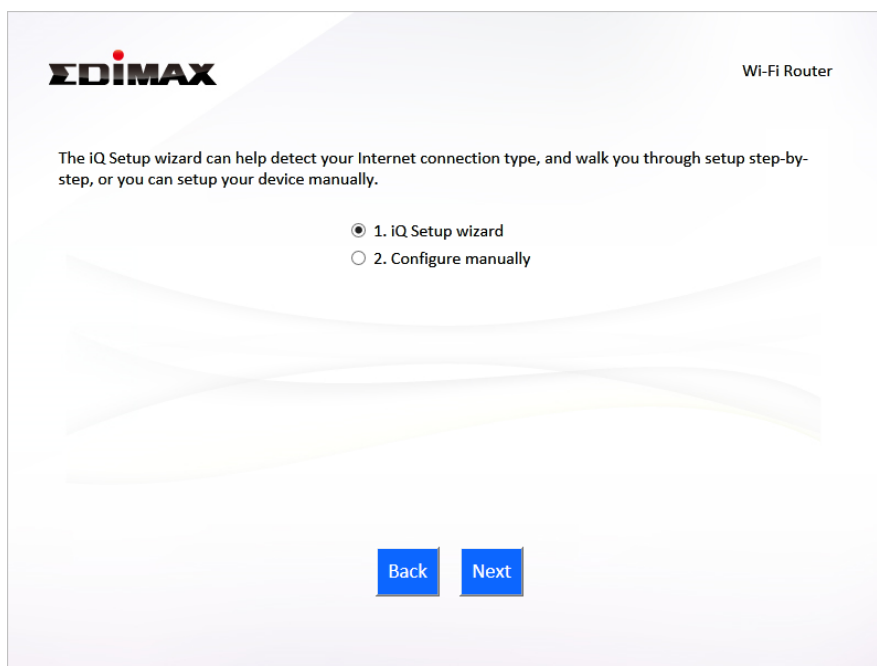 EDIMAX
Wi-Fi Router
The iQ Setup wizard can help detect your Internet connection type, and walk you through setup step-by-
step, or you can setup your device manually.
1. iQ Setup wizard
2. Configure manually
Back Next